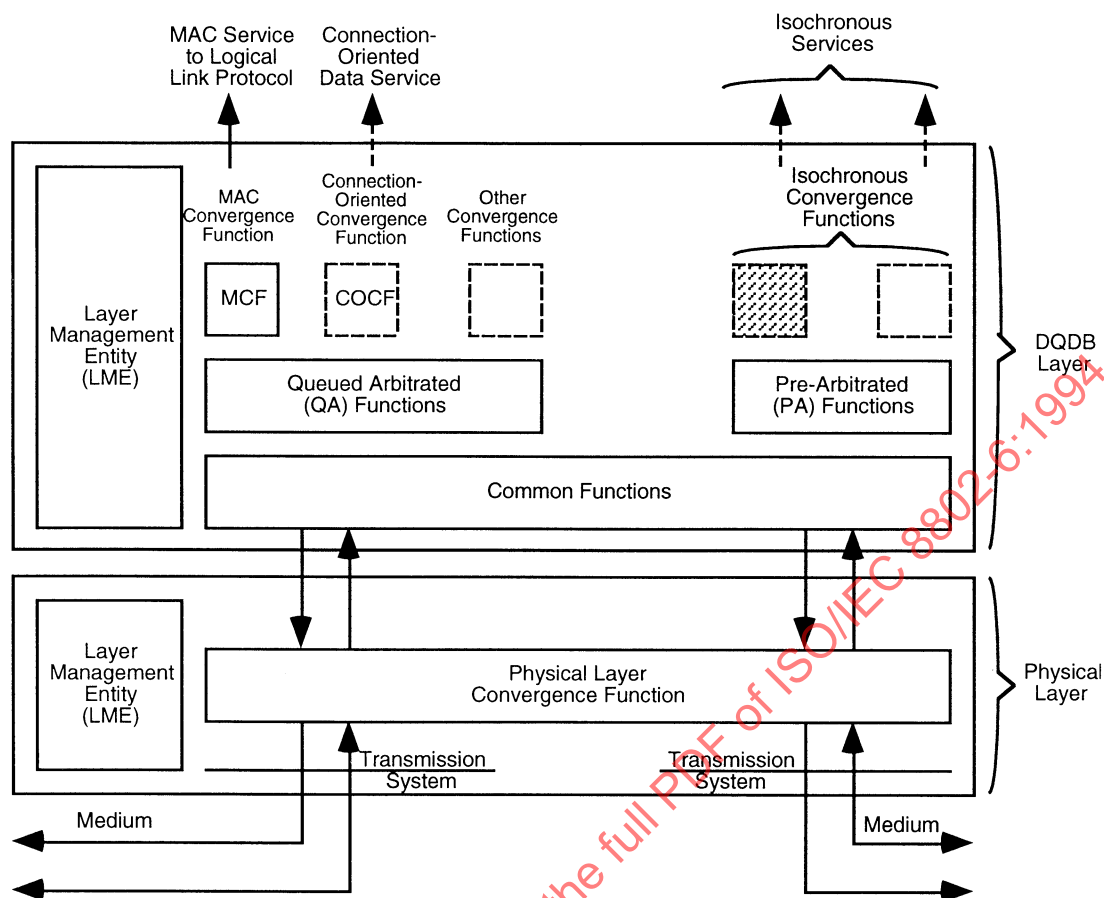 MAC Service
to Logical
Link Protocol
Connection-
Oriented
Data Service
Isochronous
Services
MAC
Convergence
Function
Connection-
Oriented
Convergence
Function
Other
Convergence
Functions
Isochronous
Convergence
Functions
Layer
Management
Entity
(LME)
MCF
COCF
Queued Arbitrated
(QA) Functions
Pre-Arbitrated
(PA) Functions
DQDB
Layer
Common Functions
Layer
Management
Entity
(LME)
Physical Layer
Convergence Function
Physical
Layer
Transmission
System
Transmission
System
Medium
Medium
the full PDF of ISO/IEC 8802-6:1994